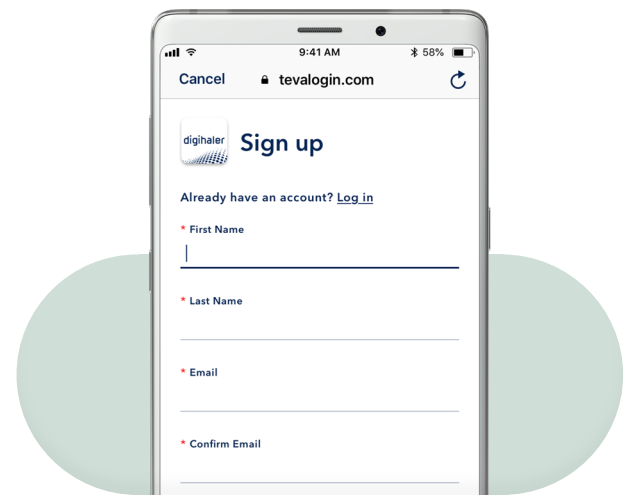 9:41 AM 58%
Cancel tevalogin.com
digihaler
Sign up
Already have an account? Log in
* First Name
* Last Name
* Email
* Confirm Email